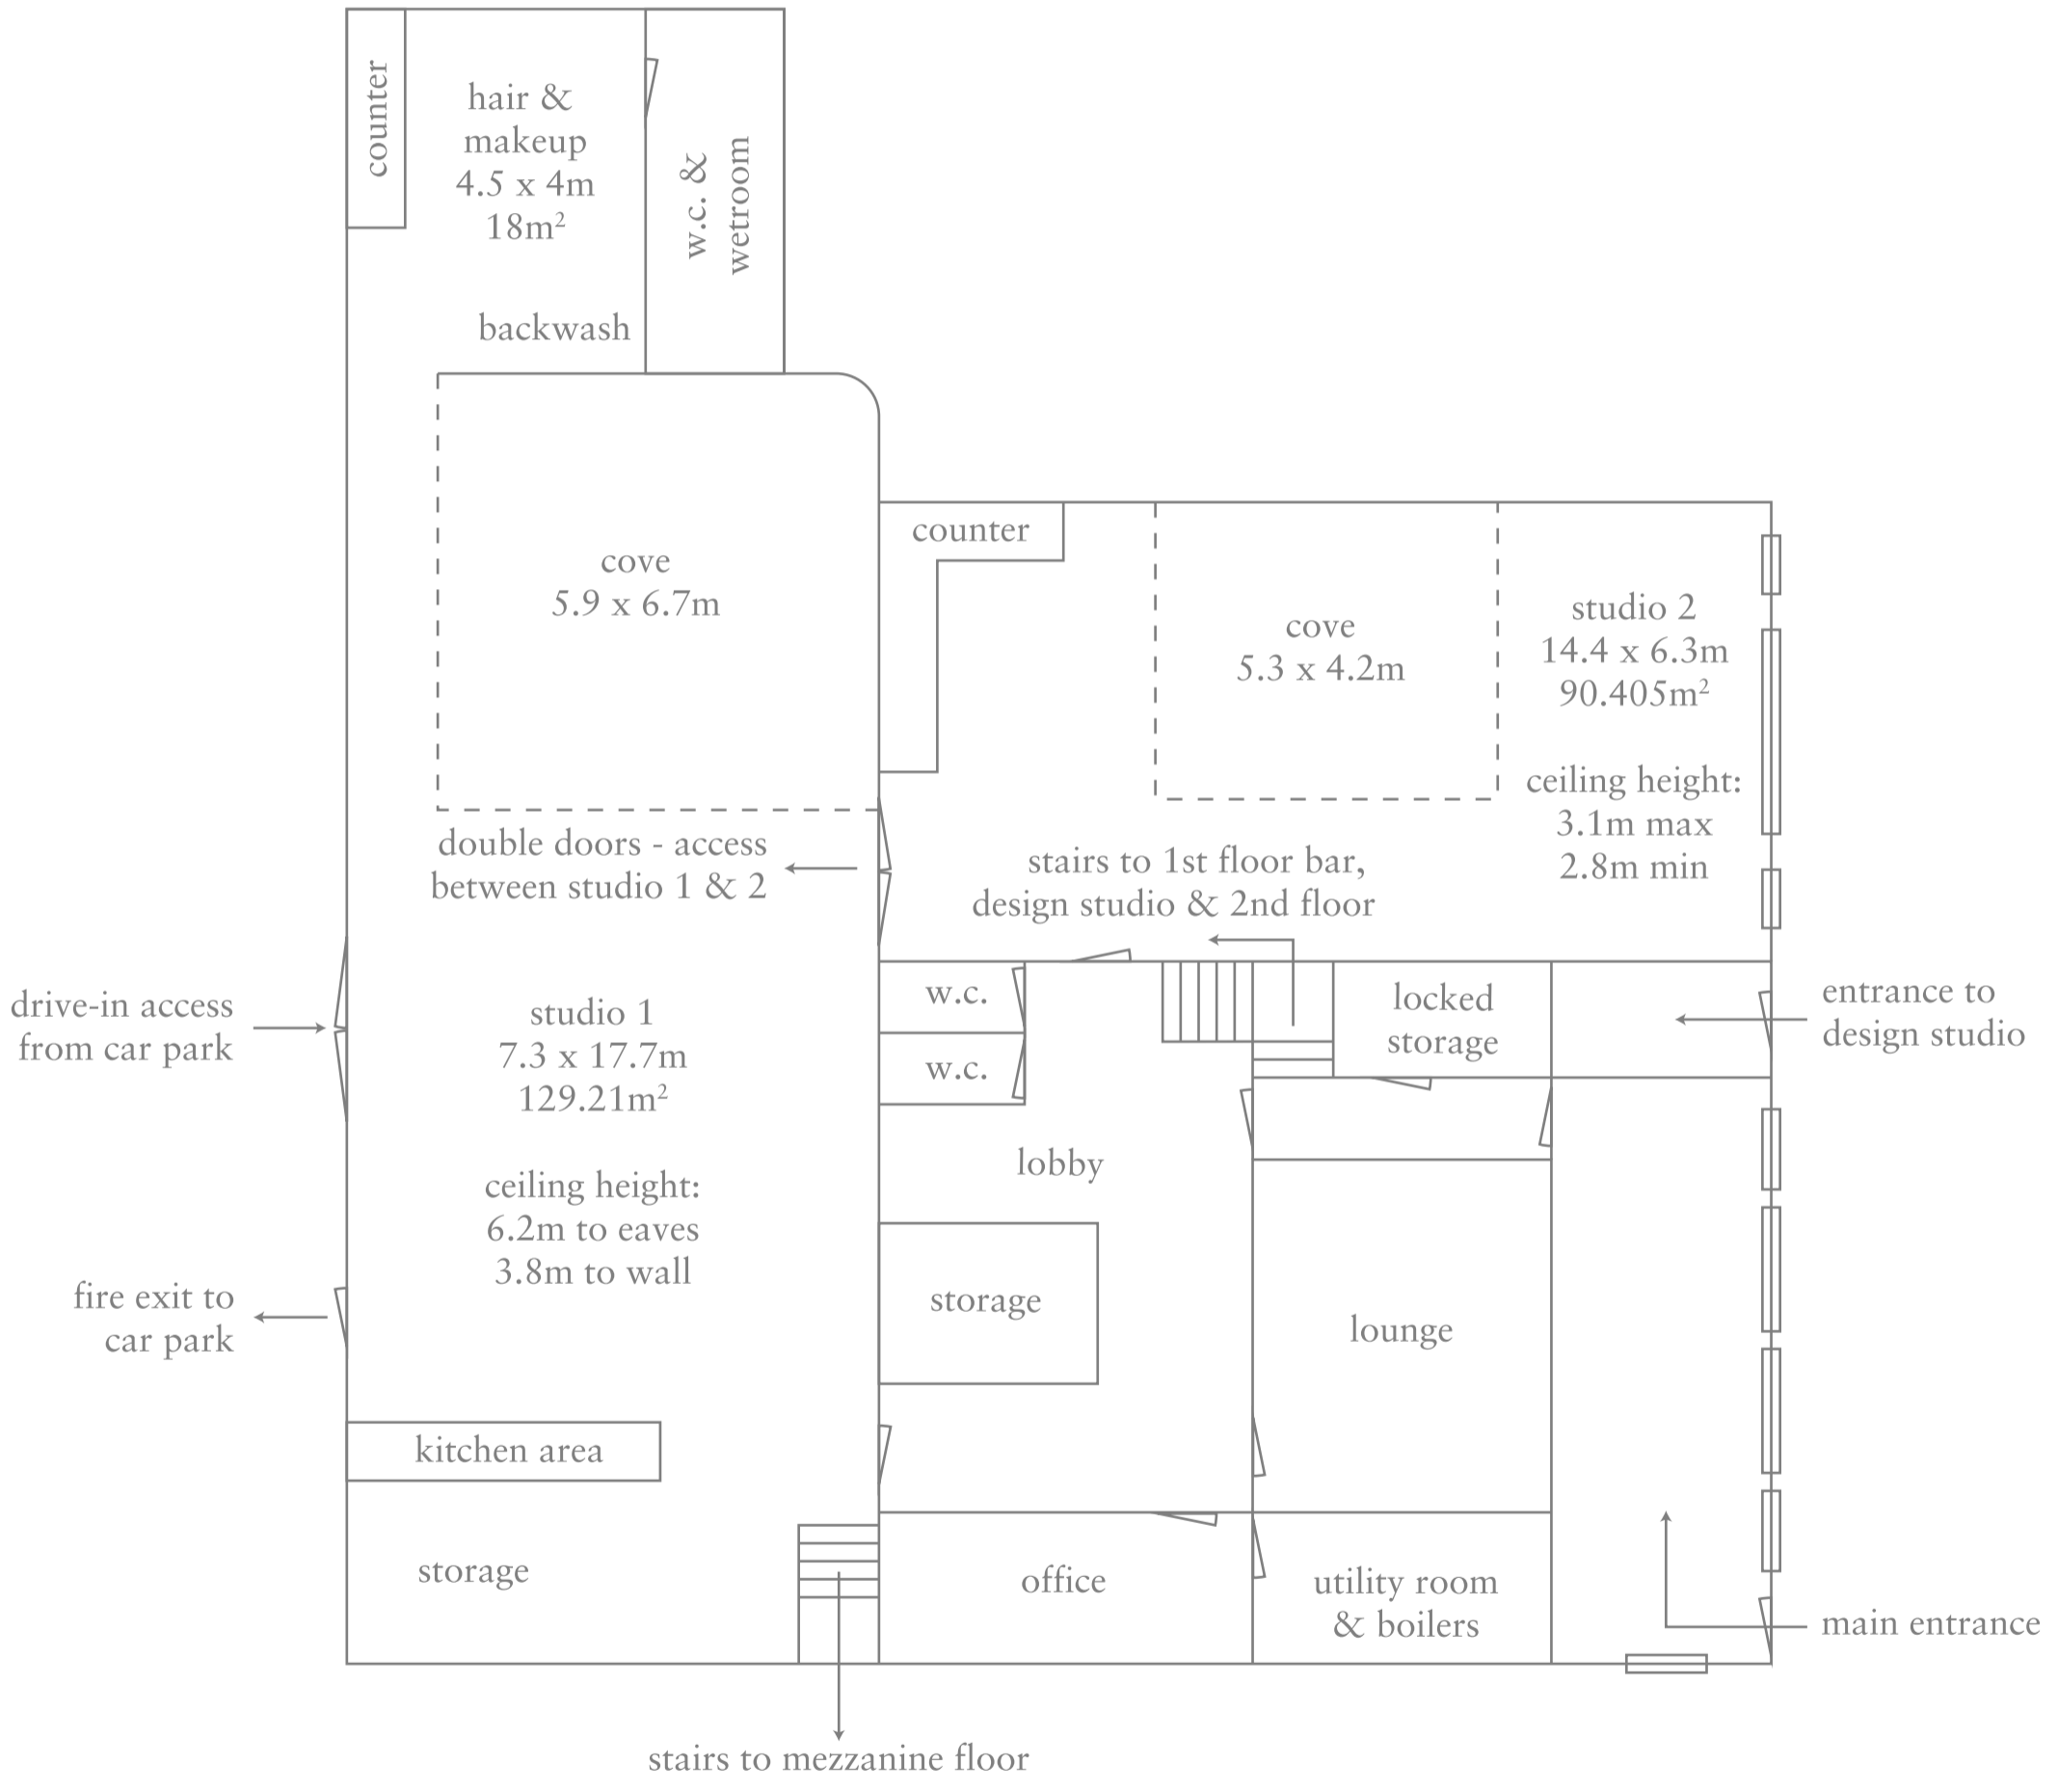 counter
hair &
makeup
4.5 x 4m
18m²
w.c. &
wetroom
backwash
cove
5.9 x 6.7m
counter
cove
5.3 x 4.2m
studio 2
14.4 x 6.3m
90.405m²
ceiling height:
3.1m max
2.8m min
double doors - access
between studio 1 & 2
stairs to 1st floor bar,
design studio & 2nd floor
drive-in access
from car park
studio 1
7.3 x 17.7m
129.21m²
ceiling height:
6.2m to eaves
3.8m to wall
w.c.
w.c.
locked
storage
entrance to
design studio
lobby
fire exit to
car park
storage
lounge
kitchen area
storage
office
utility room
& boilers
main entrance
stairs to mezzanine floor